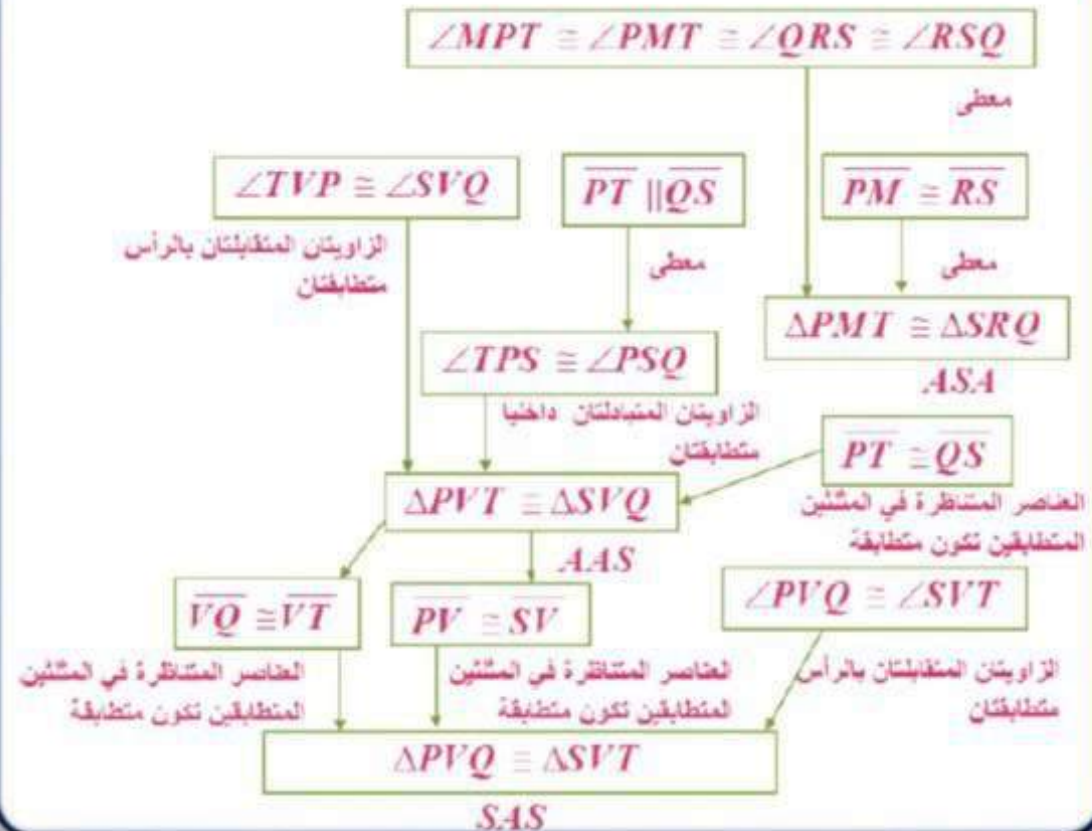 ∠MPT ≅ ∠PMT ≅ ∠QRS ≅ ∠RSQ
معطى
∠TVP ≅ ∠SVQ
الزاويتان المتقابلتان بالرأس
متطابقتان
PT ||QS
معطى
PM ≅ RS
معطى
ΔPMT ≅ ΔSRQ
ASA
∠TPS ≅ ∠PSQ
الزاويتان المتبادلتان داخليا
متطابقتان
PT ≅ QS
العناصر المتناظرة في المثلثين
المتطابقين تكون متطابقة
ΔPVT ≅ ΔSVQ
AAS
VQ ≅ VT
العناصر المتناظرة في المثلثين
المتطابقين تكون متطابقة
PV ≅ SV
العناصر المتناظرة في المثلثين
المتطابقين تكون متطابقة
∠PVQ ≅ ∠SVT
الزاويتان المتقابلتان بالرأس
متطابقتان
ΔPVQ ≅ ΔSVT
SAS